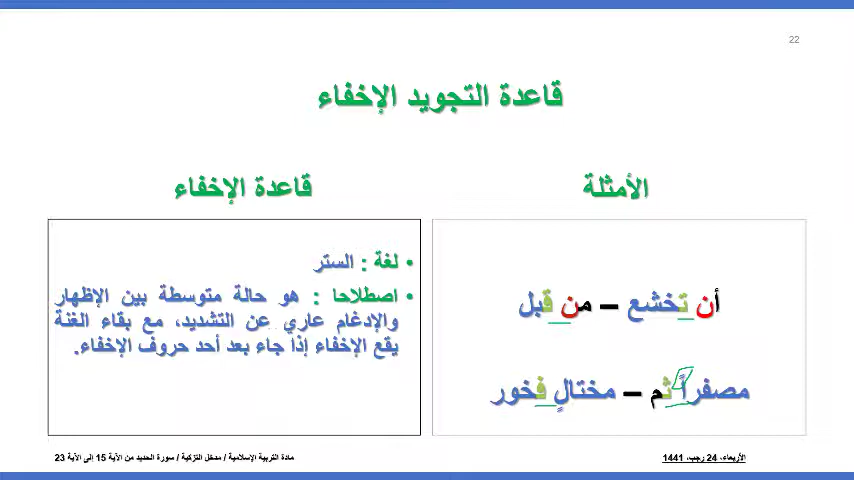 22
قاعدة التجويد الإخفاء
الأمثلة
قاعدة الإخفاء
أن تخشع – من قبل
مصفراً ثم – مختالٍ فخور
• لغة : الستر
• اصطلاحا : هو حالة متوسطة بين الإظهار
والإدغام عاري عن التشديد، مع بقاء الغنة
يقع الإخفاء إذا جاء بعد أحد حروف الإخفاء.
الأربعاء، 24 رجب، 1441
مادة التربية الإسلامية / مدخل التزكية / سورة الحديد من الآية 15 إلى الآية 23